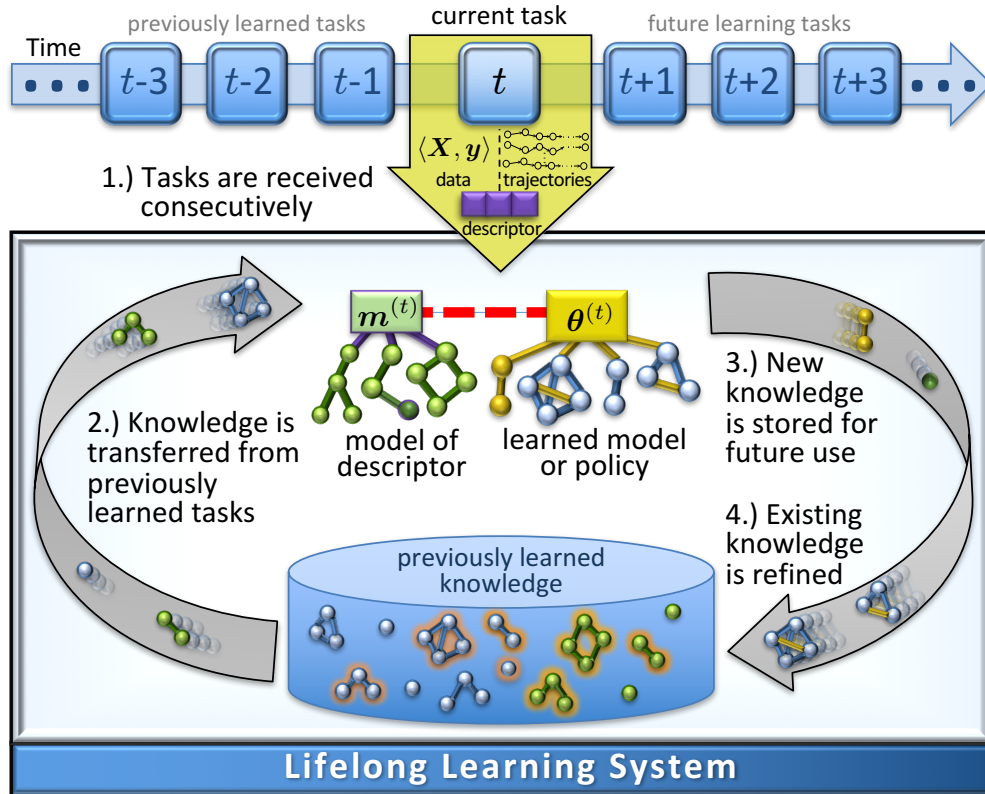 previously learned tasks
current task
future learning tasks
Time
t-3
t-2
t-1
t
t+1
t+2
t+3
⟨X, y⟩
data
trajectories
descriptor
1.) Tasks are received
consecutively
m^(t)
θ^(t)
model of
descriptor
learned model
or policy
2.) Knowledge is
transferred from
previously
learned tasks
3.) New
knowledge
is stored for
future use
4.) Existing
knowledge
is refined
previously learned
knowledge
Lifelong Learning System